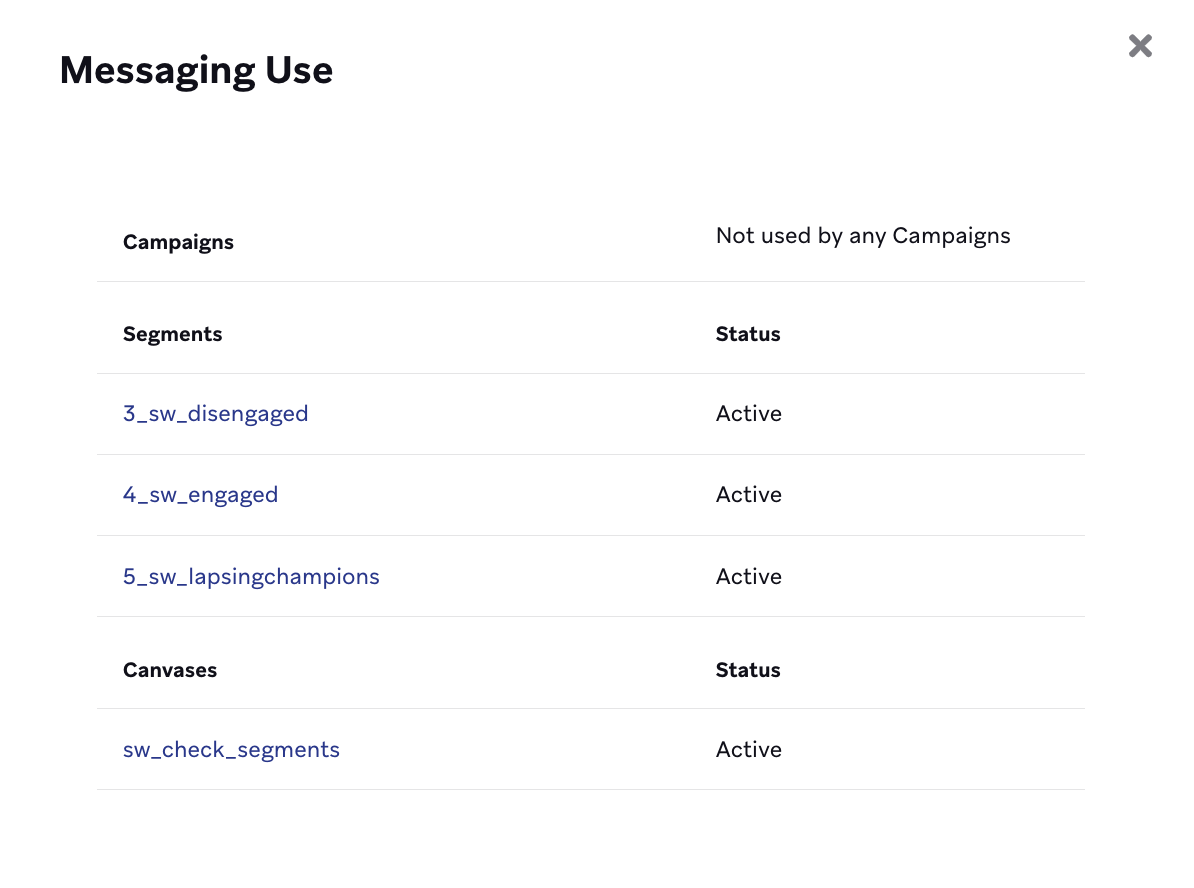 Messaging Use
Campaigns Not used by any Campaigns
Segments Status
3_sw_disengaged Active
4_sw_engaged Active
5_sw_lapsingchampions Active
Canvases Status
sw_check_segments Active